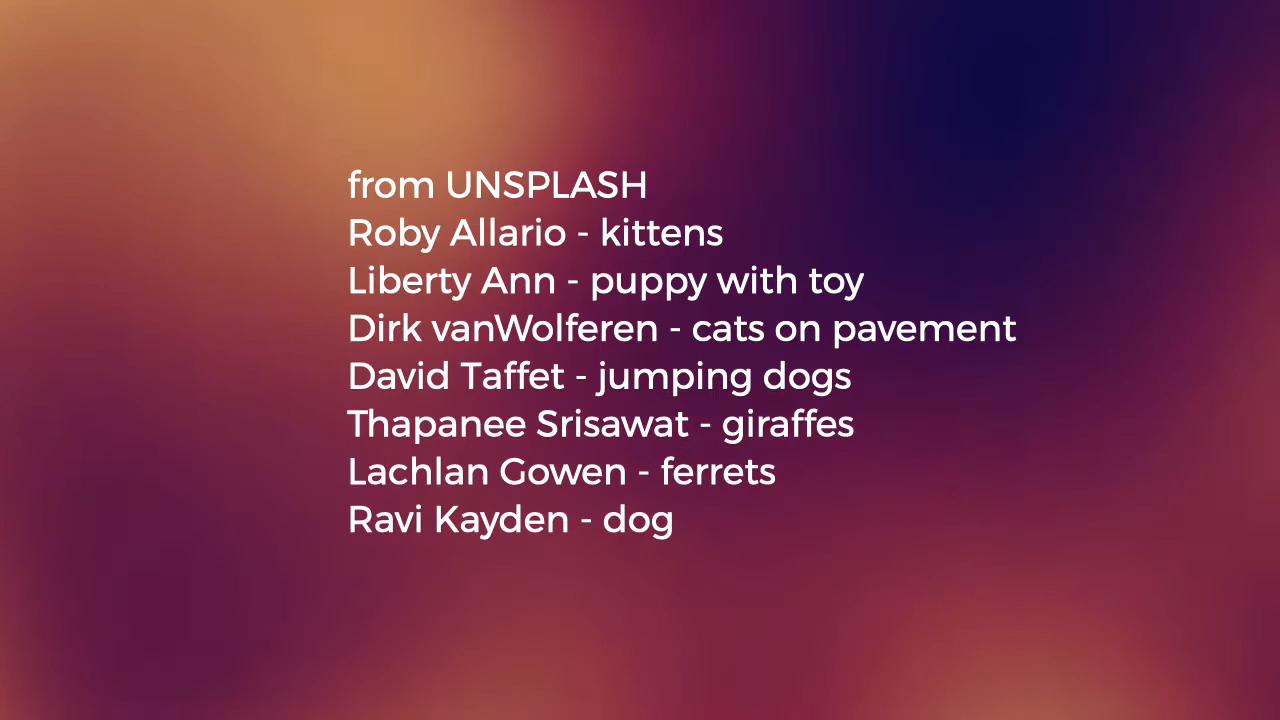 from UNSPLASH
Roby Allario - kittens
Liberty Ann - puppy with toy
Dirk vanWolferen - cats on pavement
David Taffet - jumping dogs
Thapanee Srisawat - giraffes
Lachlan Gowen - ferrets
Ravi Kayden - dog